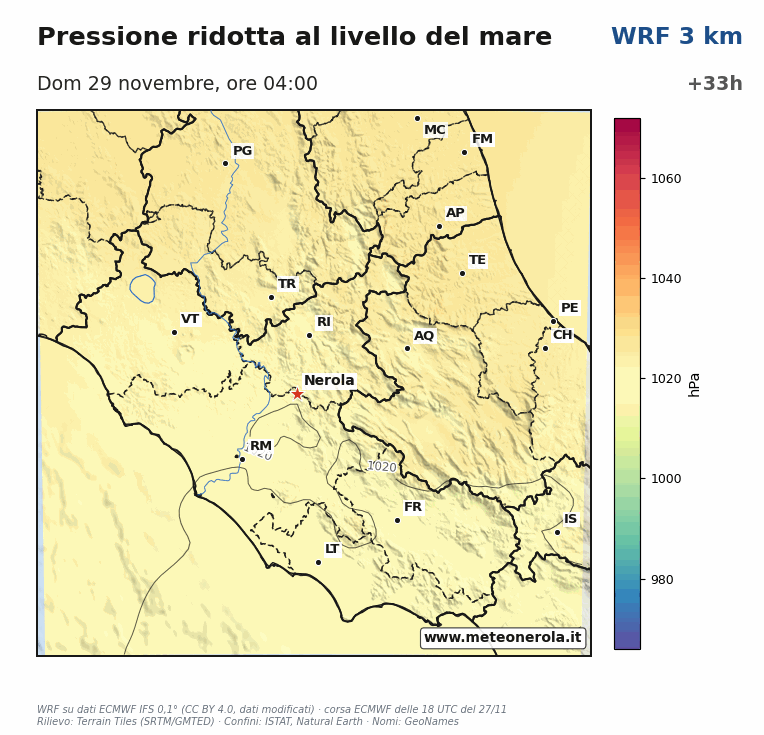 Pressione ridotta al livello del mare
WRF 3 km
Dom 29 novembre, ore 04:00
+33h
MC
FM
PG
AP
TE
TR
PE
VT
RI
AQ
CH
Nerola
RM
1020
FR
IS
LT
www.meteonerola.it
1060
1040
1020
1000
980
hPa
WRF su dati ECMWF IFS 0,1° (CC BY 4.0, dati modificati) · corsa ECMWF delle 18 UTC del 27/11
Rilievo: Terrain Tiles (SRTM/GMTED) · Confini: ISTAT, Natural Earth · Nomi: GeoNames